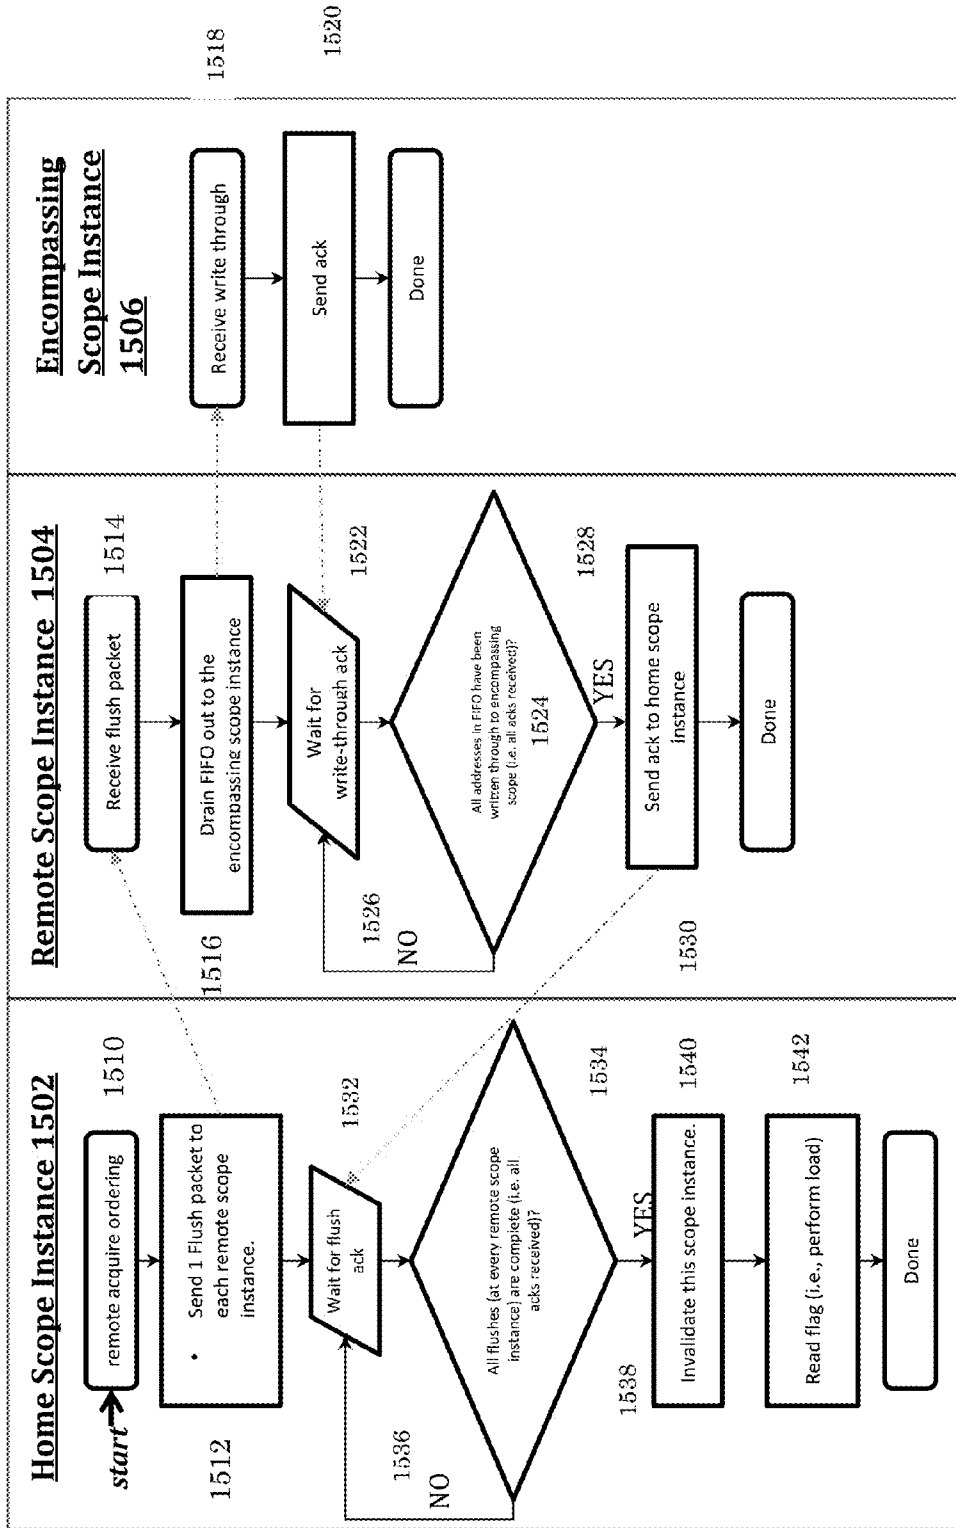 Home Scope Instance 1502
start
remote acquire ordering
1510
• Send 1 Flush packet to
each remote scope
instance.
1512
Wait for flush
ack
1532
All flushes (at every remote scope
instance) are complete (i.e. all
acks received)?
1534
1536
NO
YES
1538
Invalidate this scope instance.
1540
Read flag (i.e., perform load)
1542
Done
Remote Scope Instance 1504
Receive flush packet
1514
Drain FIFO out to the
encompassing scope instance
1516
Wait for
write-through ack
1522
All addresses in FIFO have been
written through to encompassing
scope (i.e. all acks received)?
1524
1526
NO
YES
1528
Send ack to home scope
instance
1530
Done
Encompassing
Scope Instance
1506
Receive write through
1518
Send ack
1520
Done